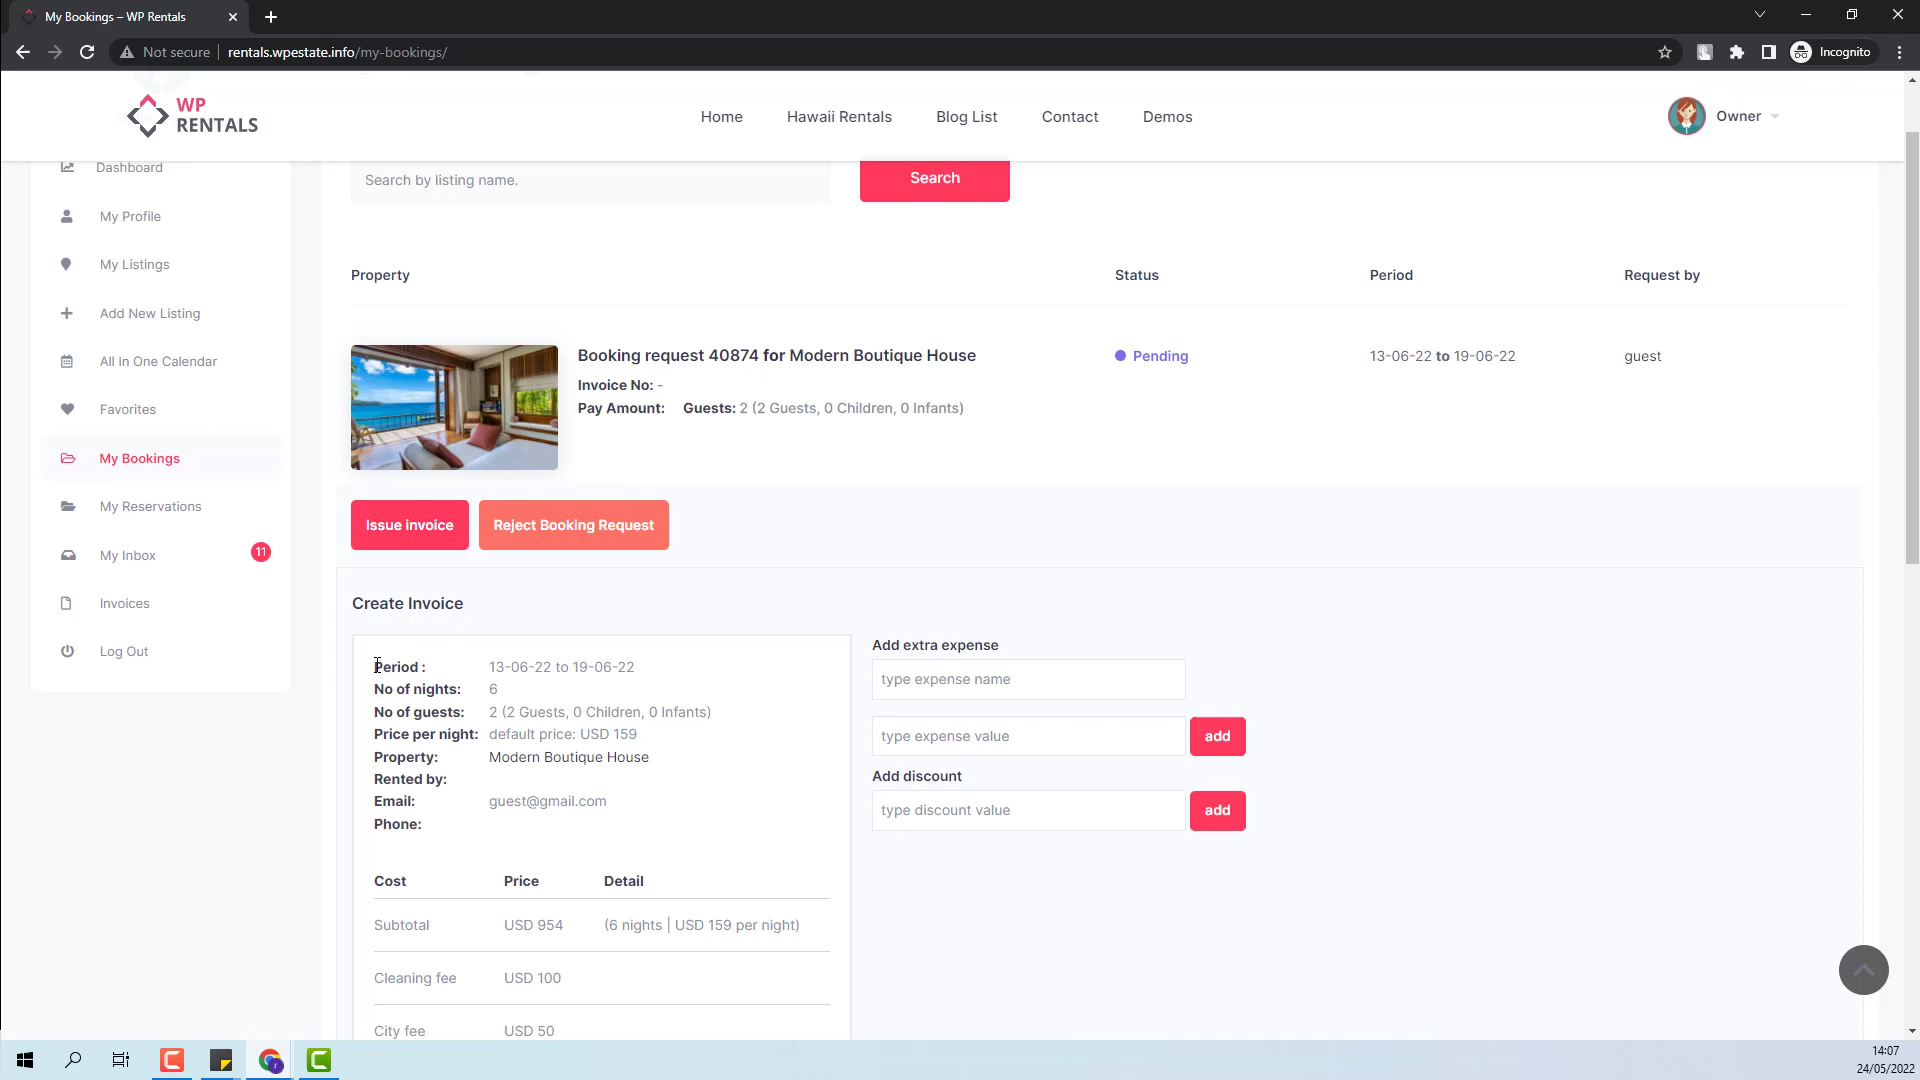 My Bookings – WP Rentals
Not secure | rentals.wpestate.info/my-bookings/
Incognito
WP RENTALS
Home Hawaii Rentals Blog List Contact Demos Owner
Dashboard
My Profile
My Listings
Add New Listing
All In One Calendar
Favorites
My Bookings
My Reservations
My Inbox 11
Invoices
Log Out
Search by listing name. Search
Property Status Period Request by
Booking request 40874 for Modern Boutique House Pending 13-06-22 to 19-06-22 guest
Invoice No: -
Pay Amount: Guests: 2 (2 Guests, 0 Children, 0 Infants)
Issue invoice Reject Booking Request
Create Invoice
Period : 13-06-22 to 19-06-22
No of nights: 6
No of guests: 2 (2 Guests, 0 Children, 0 Infants)
Price per night: default price: USD 159
Property: Modern Boutique House
Rented by:
Email: guest@gmail.com
Phone:
Cost Price Detail
Subtotal USD 954 (6 nights | USD 159 per night)
Cleaning fee USD 100
City fee USD 50
Add extra expense
type expense name
type expense value add
Add discount
type discount value add
14:07
24/05/2022